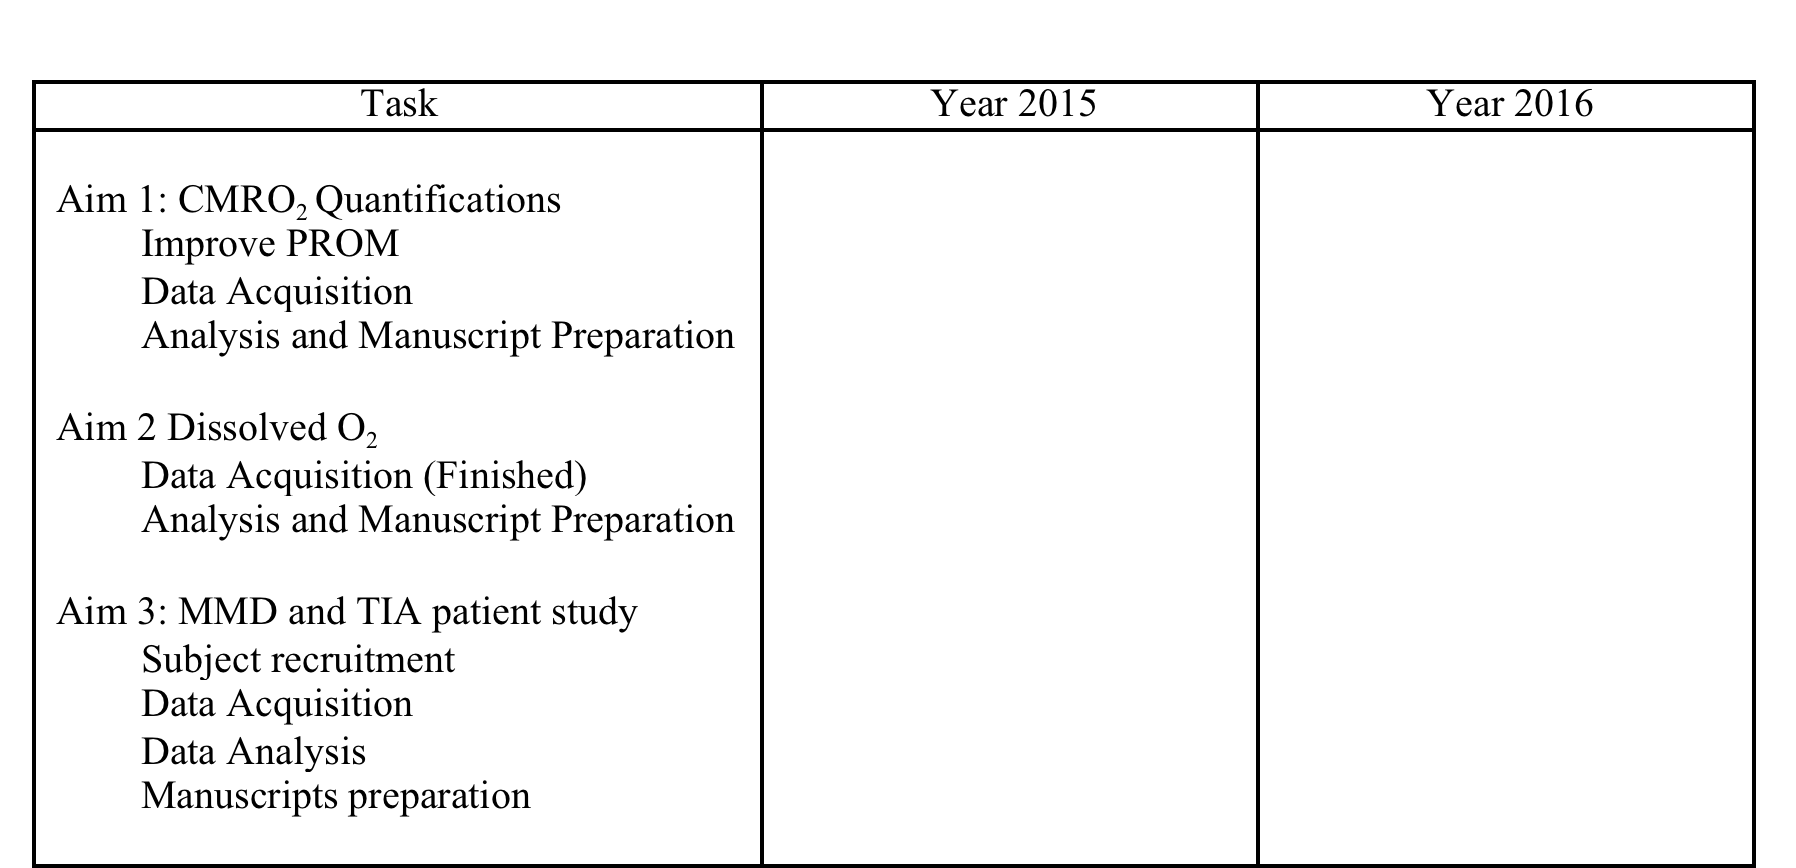 Task Year 2015 Year 2016
Aim 1: CMRO₂ Quantifications
Improve PROM
Data Acquisition
Analysis and Manuscript Preparation
Aim 2 Dissolved O₂
Data Acquisition (Finished)
Analysis and Manuscript Preparation
Aim 3: MMD and TIA patient study
Subject recruitment
Data Acquisition
Data Analysis
Manuscripts preparation